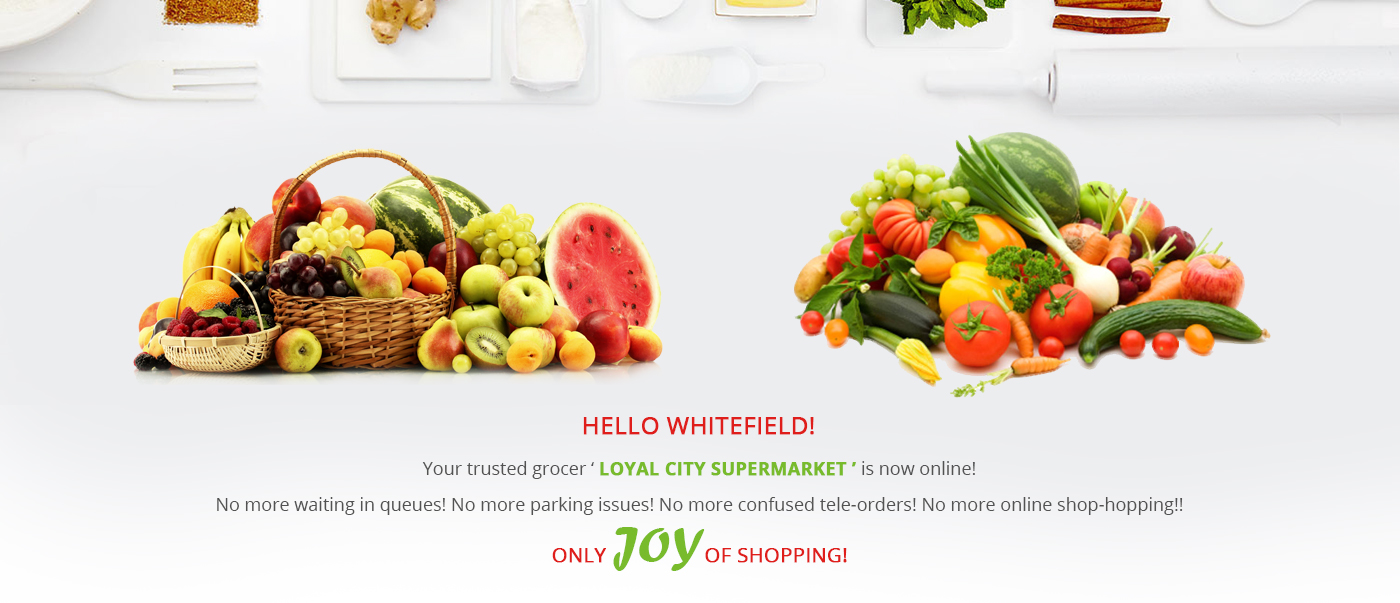 HELLO WHITEFIELD!
Your trusted grocer ‘ LOYAL CITY SUPERMARKET ’ is now online!
No more waiting in queues! No more parking issues! No more confused tele-orders! No more online shop-hopping!!
ONLY JOY OF SHOPPING!